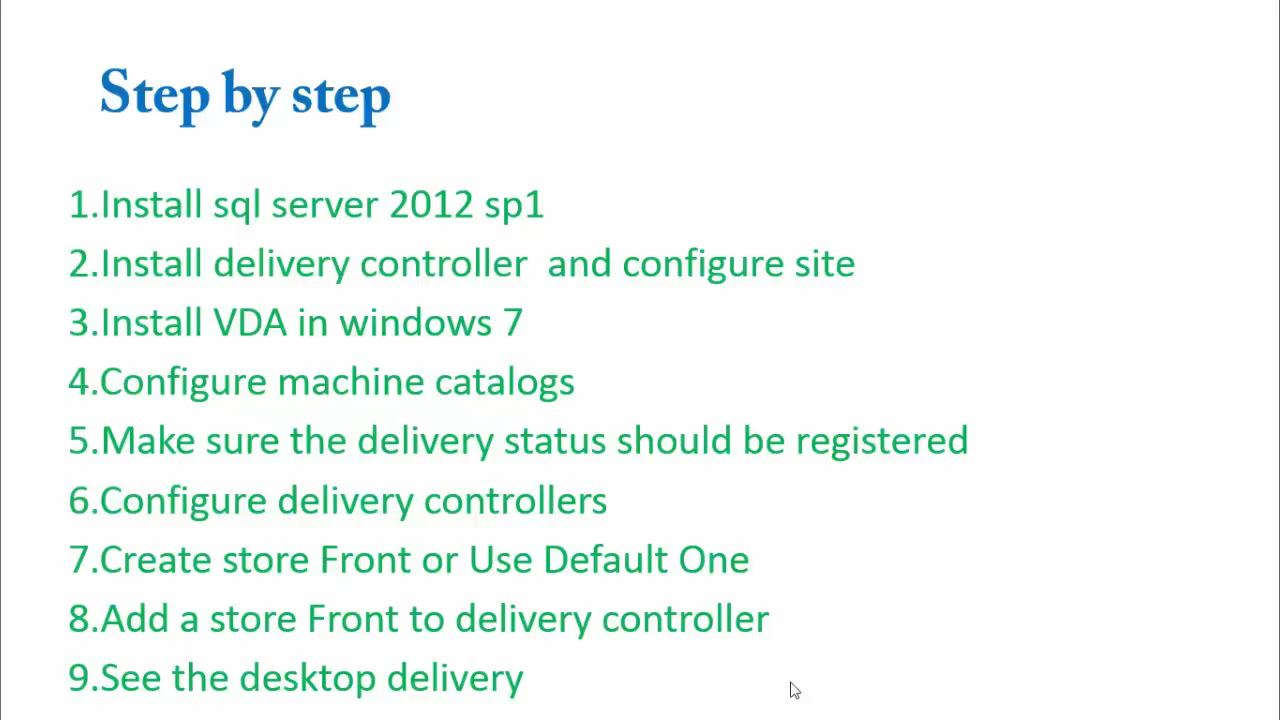 Step by step
1.Install sql server 2012 sp1
2.Install delivery controller  and configure site
3.Install VDA in windows 7
4.Configure machine catalogs
5.Make sure the delivery status should be registered
6.Configure delivery controllers
7.Create store Front or Use Default One
8.Add a store Front to delivery controller
9.See the desktop delivery